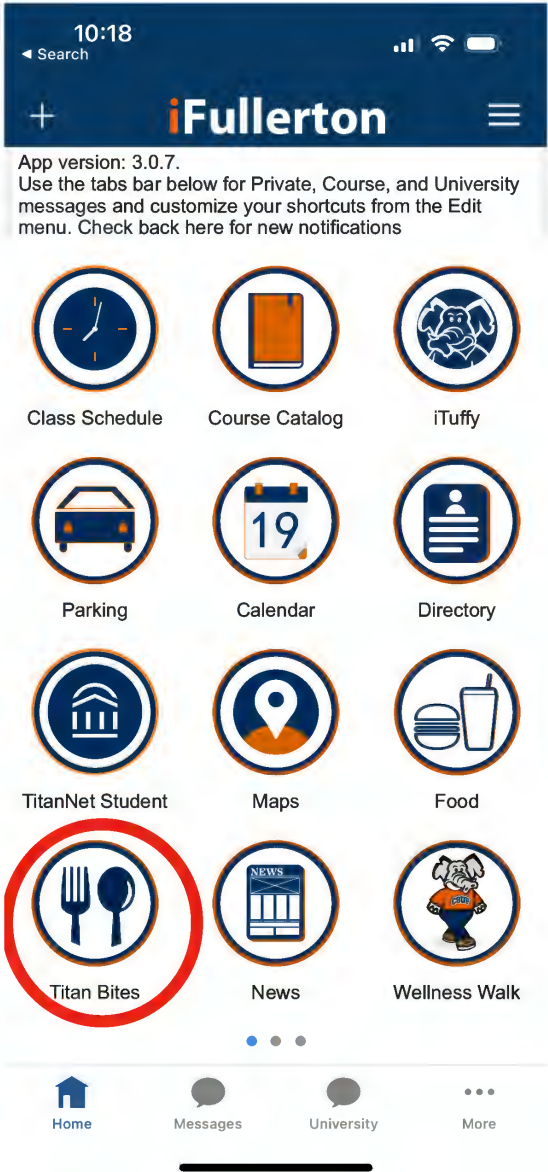 10:18
◄ Search
+ iFullerton
App version: 3.0.7.
Use the tabs bar below for Private, Course, and University
messages and customize your shortcuts from the Edit
menu. Check back here for new notifications
Class Schedule Course Catalog iTuffy
19
Parking Calendar Directory
TitanNet Student Maps Food
NEWS
CSUF
Titan Bites News Wellness Walk
Home Messages University More